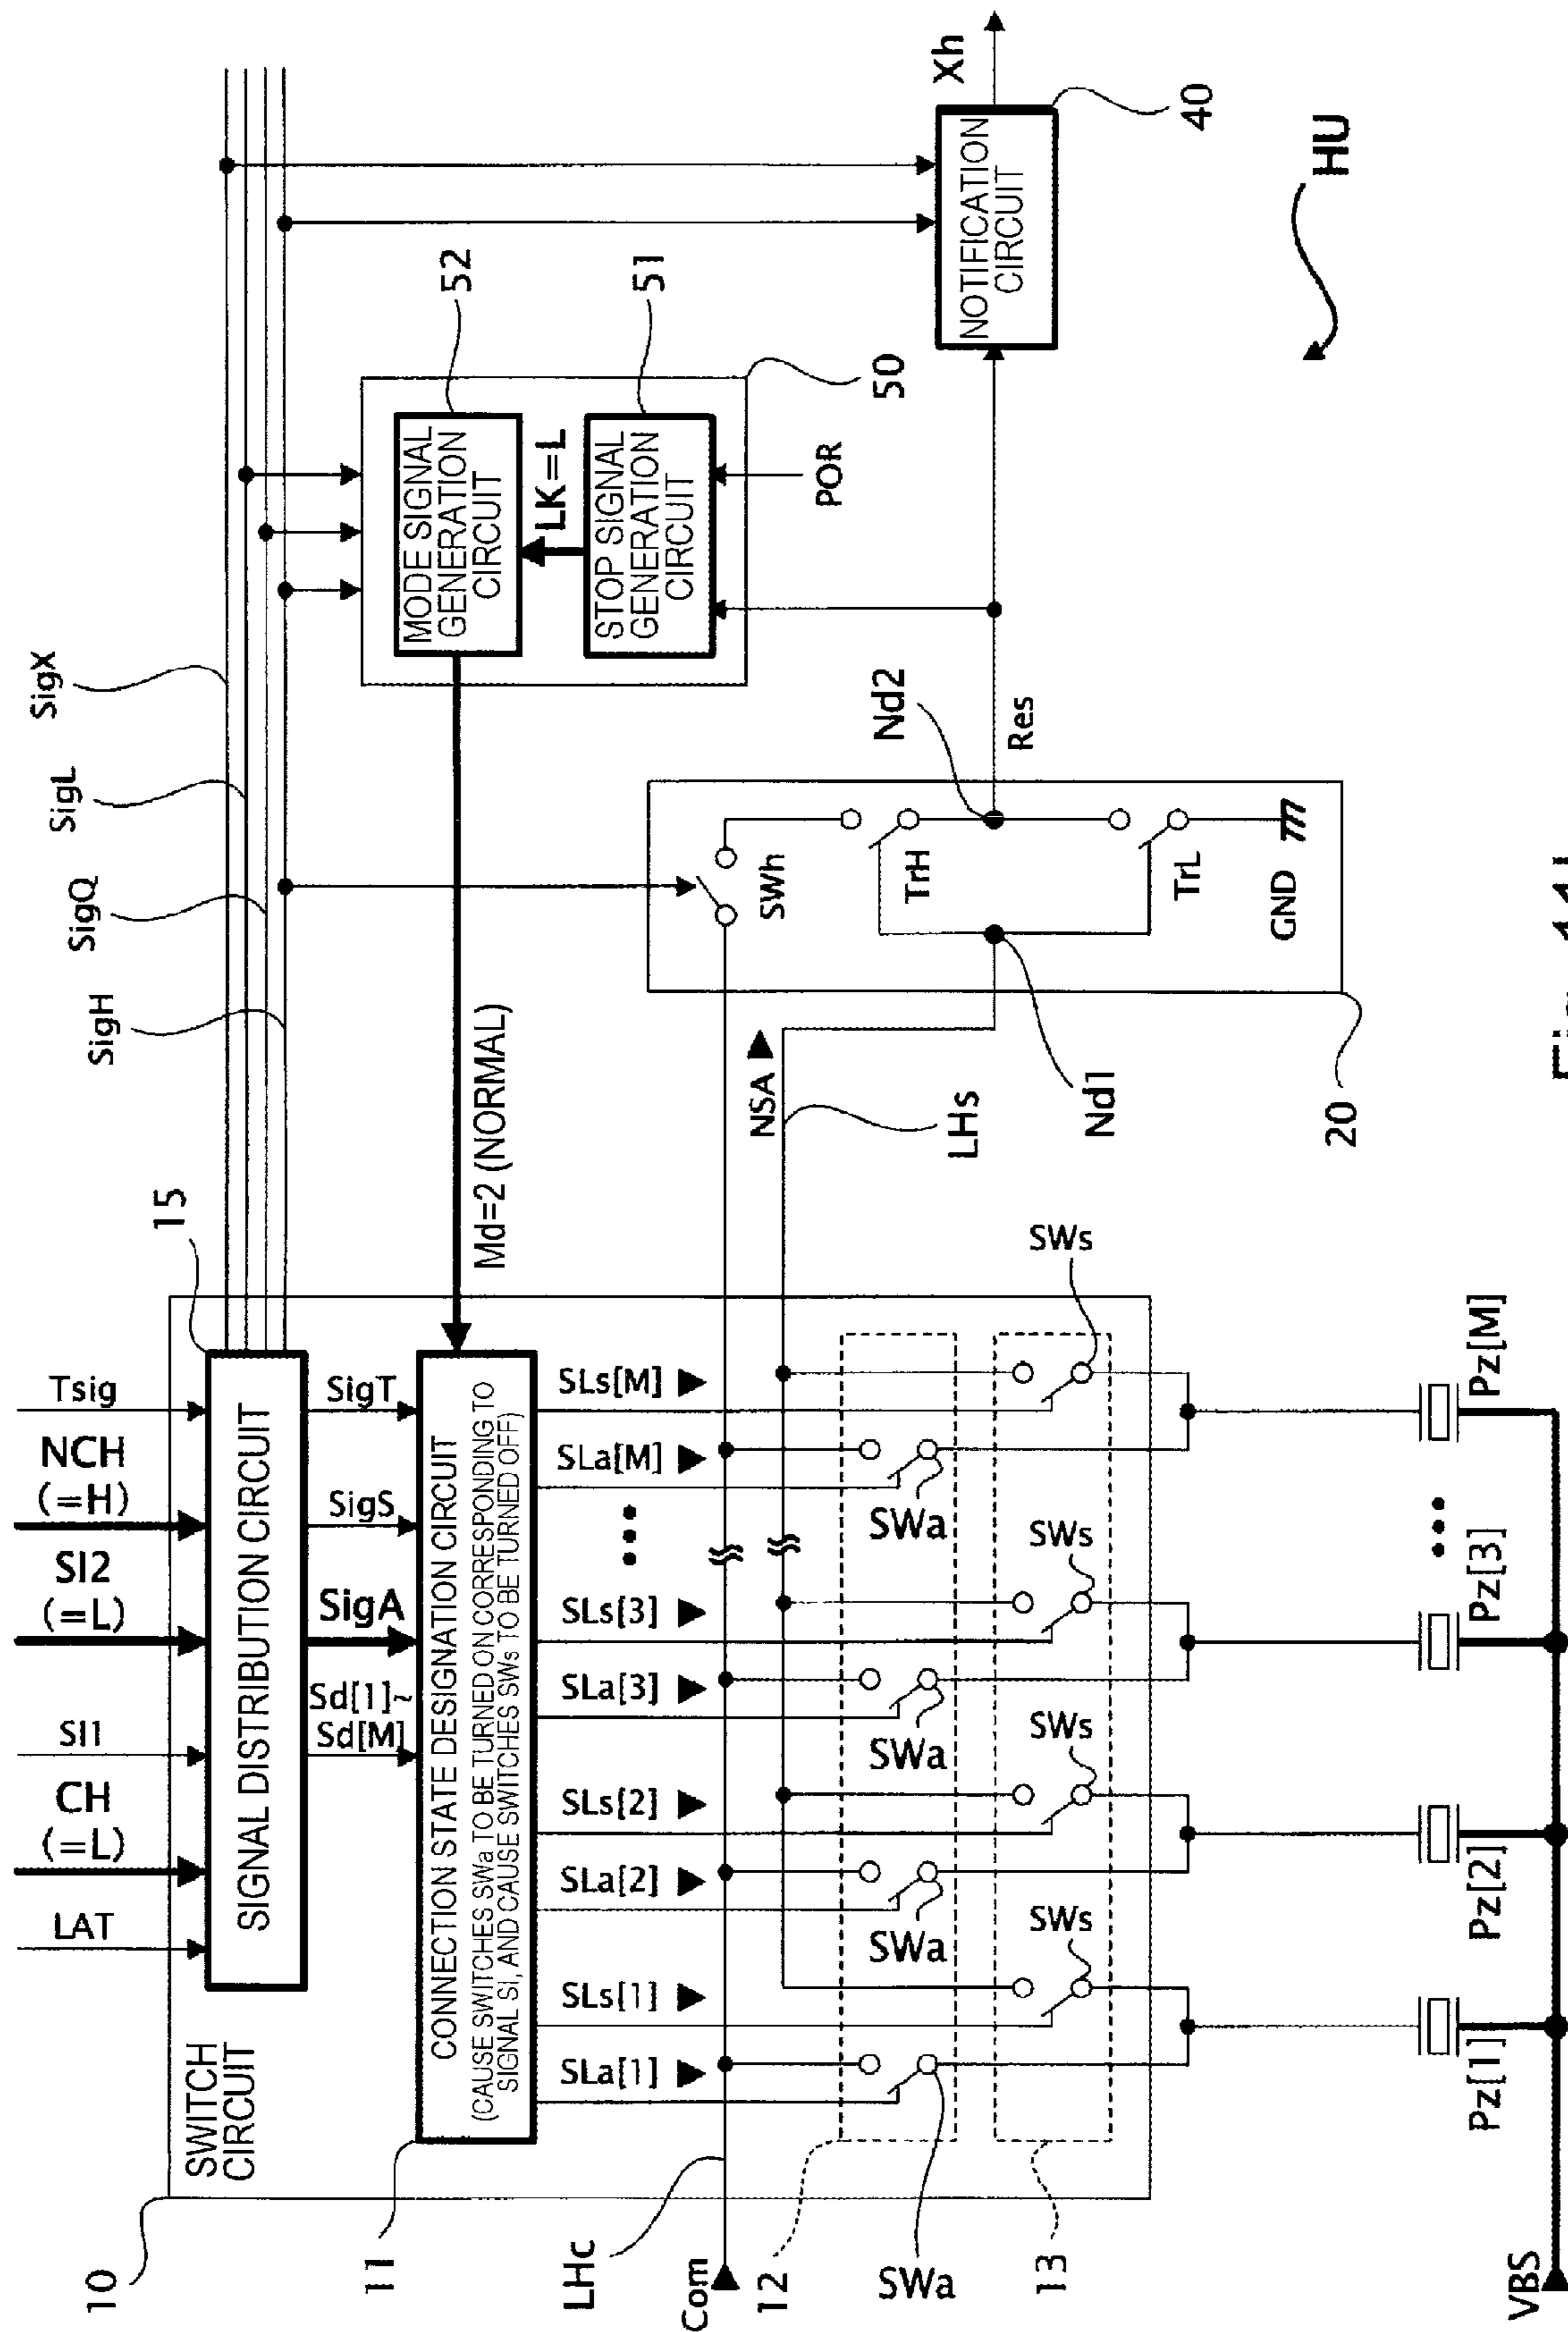 SWITCH
CIRCUIT
10
15
LAT
CH
(=L)
SI1
SI2
(=L)
NCH
(=H)
Tsig
SIGNAL DISTRIBUTION CIRCUIT
SigH
SigQ
SigL
SigX
Sd[1]~
Sd[M]
SigA
SigS
SigT
11
CONNECTION STATE DESIGNATION CIRCUIT
(CAUSE SWITCHES SWa TO BE TURNED ON CORRESPONDING TO
SIGNAL SI, AND CAUSE SWITCHES SWs TO BE TURNED OFF)
Md=2 (NORMAL)
MODE SIGNAL
GENERATION
CIRCUIT
52
LK=L
STOP SIGNAL
GENERATION
CIRCUIT
51
50
POR
SLa[1]
SLs[1]
SLa[2]
SLs[2]
SLa[3]
SLs[3]
SLa[M]
SLs[M]
LHc
Com
NSA
LHs
SWh
12
SWa
SWa
SWa
SWa
13
SWs
SWs
SWs
SWs
TrH
Nd2
Nd1
Res
TrL
GND
20
NOTIFICATION
CIRCUIT
Xh
40
HU
Pz[1]
Pz[2]
Pz[3]
Pz[M]
VBS